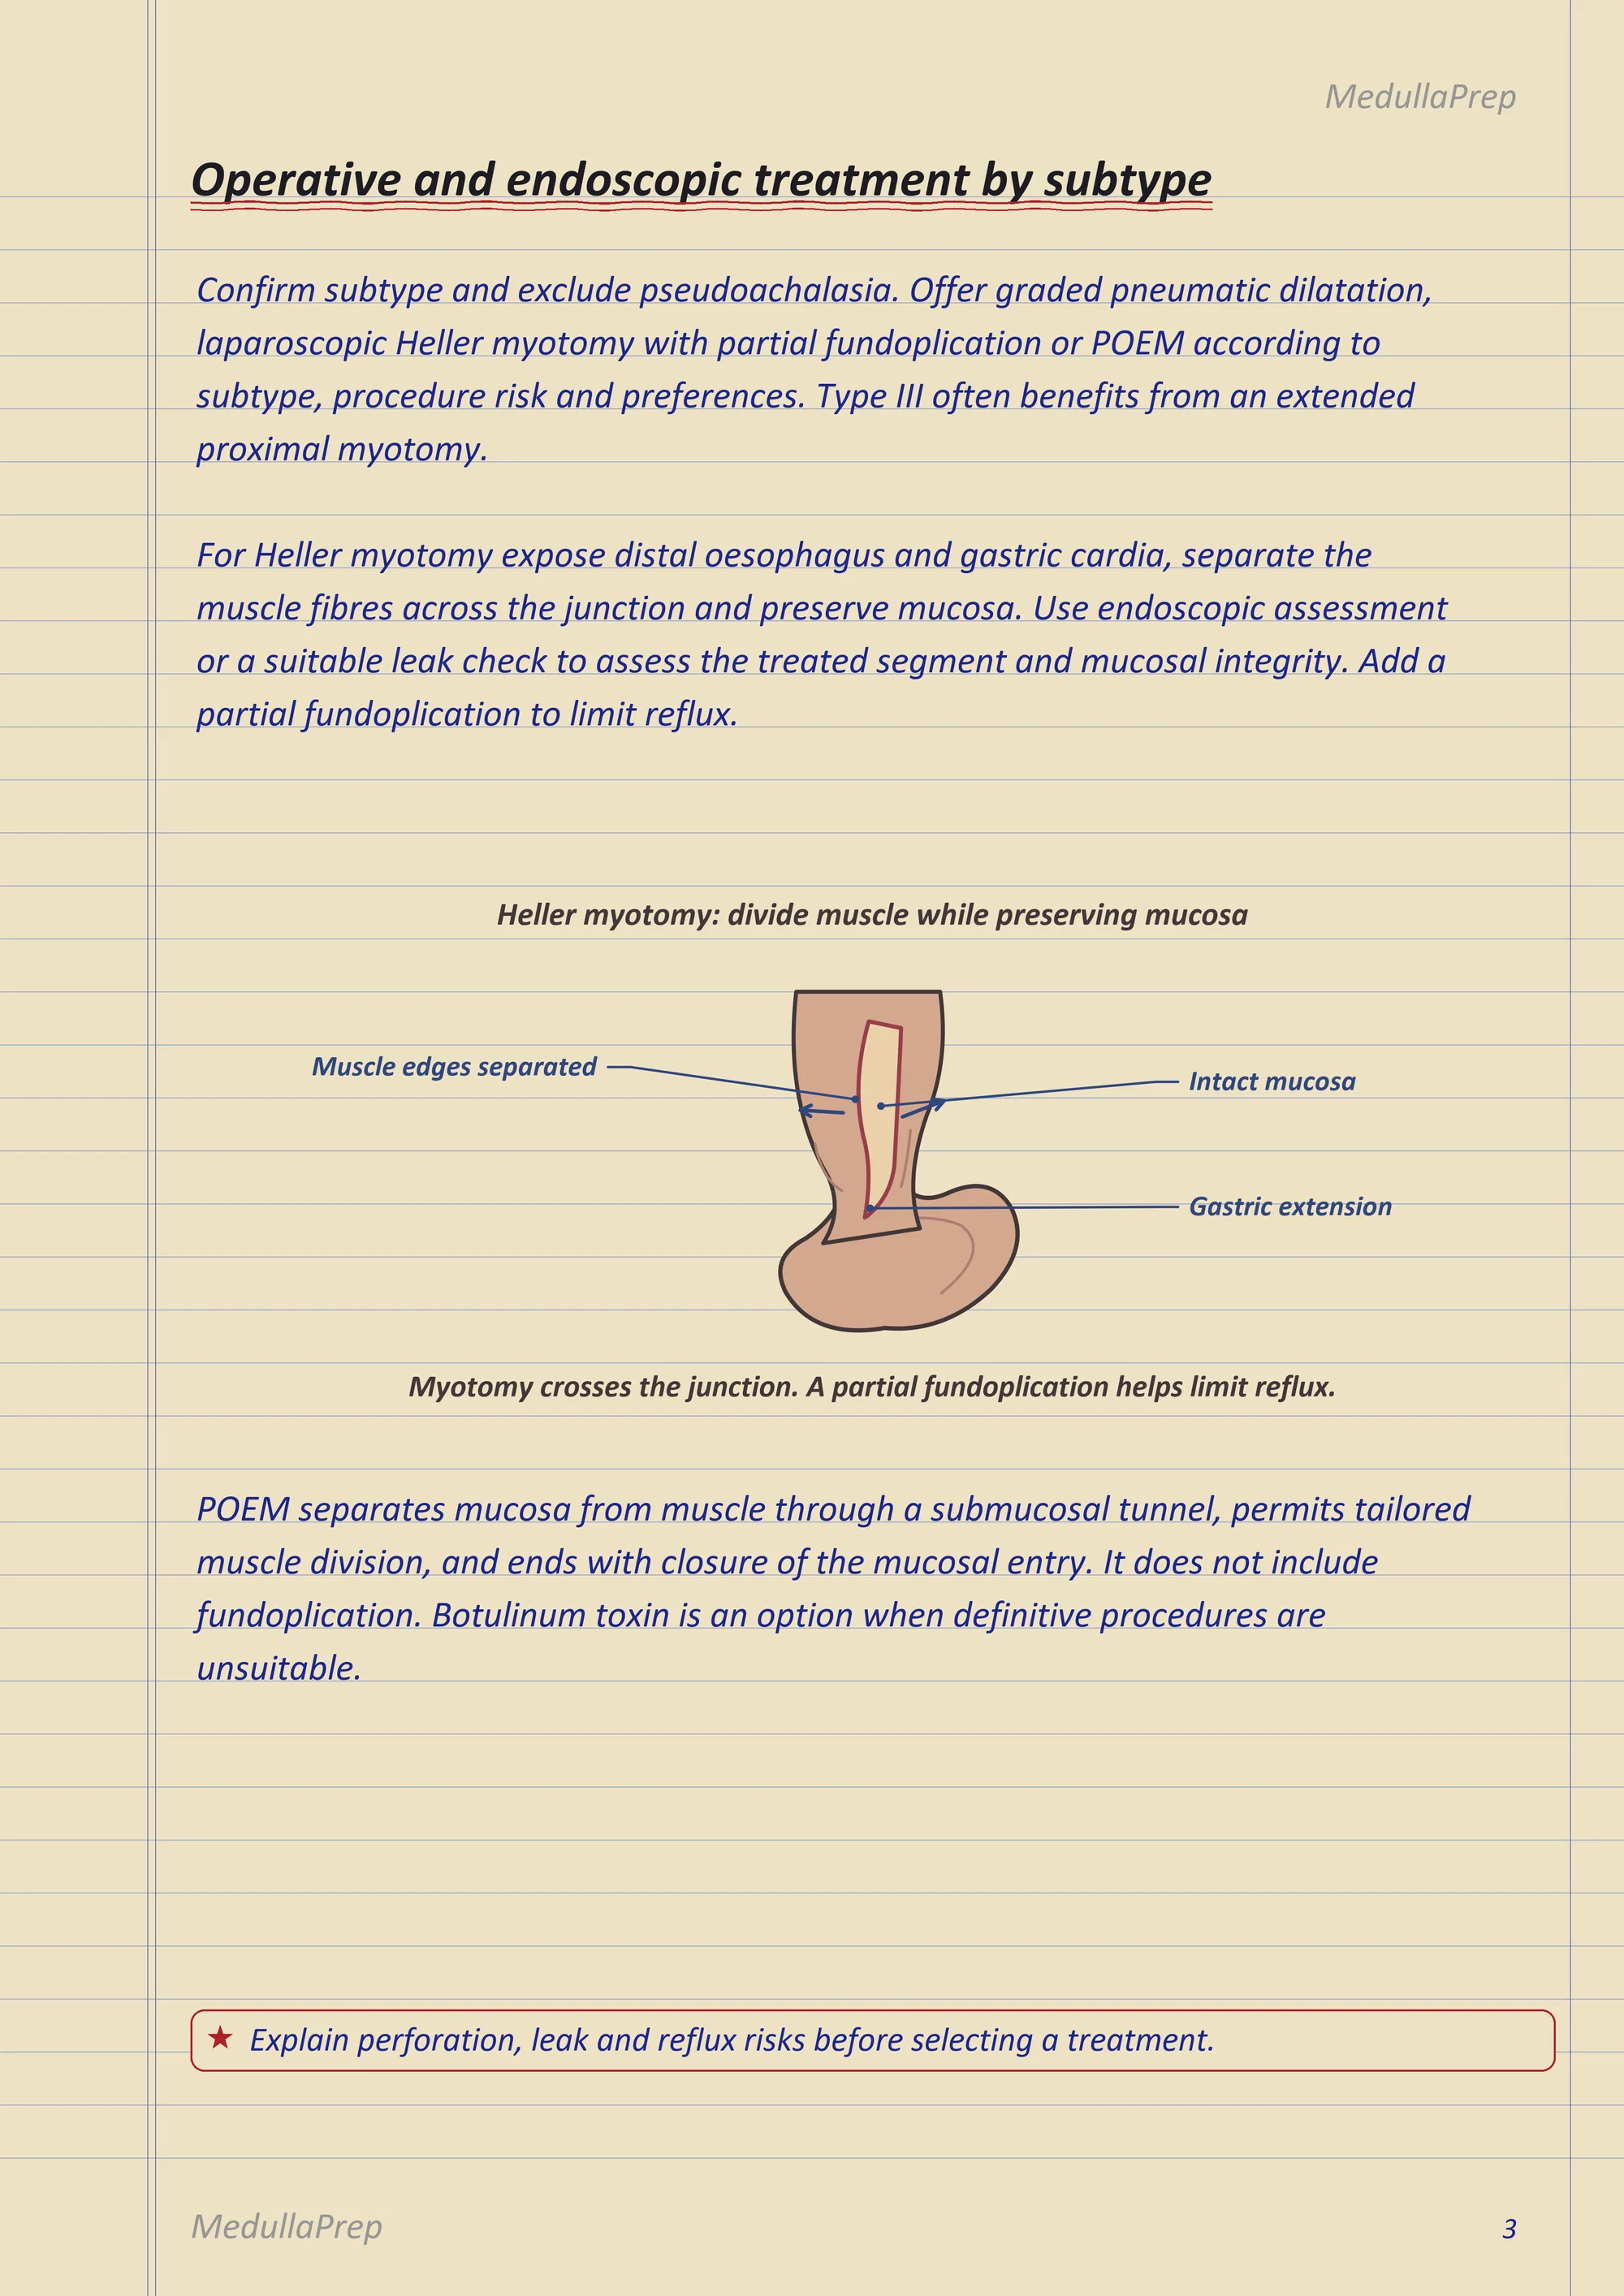 MedullaPrep
Operative and endoscopic treatment by subtype
Confirm subtype and exclude pseudoachalasia. Offer graded pneumatic dilatation,
laparoscopic Heller myotomy with partial fundoplication or POEM according to
subtype, procedure risk and preferences. Type III often benefits from an extended
proximal myotomy.
For Heller myotomy expose distal oesophagus and gastric cardia, separate the
muscle fibres across the junction and preserve mucosa. Use endoscopic assessment
or a suitable leak check to assess the treated segment and mucosal integrity. Add a
partial fundoplication to limit reflux.
Heller myotomy: divide muscle while preserving mucosa
Muscle edges separated
Intact mucosa
Gastric extension
Myotomy crosses the junction. A partial fundoplication helps limit reflux.
POEM separates mucosa from muscle through a submucosal tunnel, permits tailored
muscle division, and ends with closure of the mucosal entry. It does not include
fundoplication. Botulinum toxin is an option when definitive procedures are
unsuitable.
★ Explain perforation, leak and reflux risks before selecting a treatment.
MedullaPrep
3